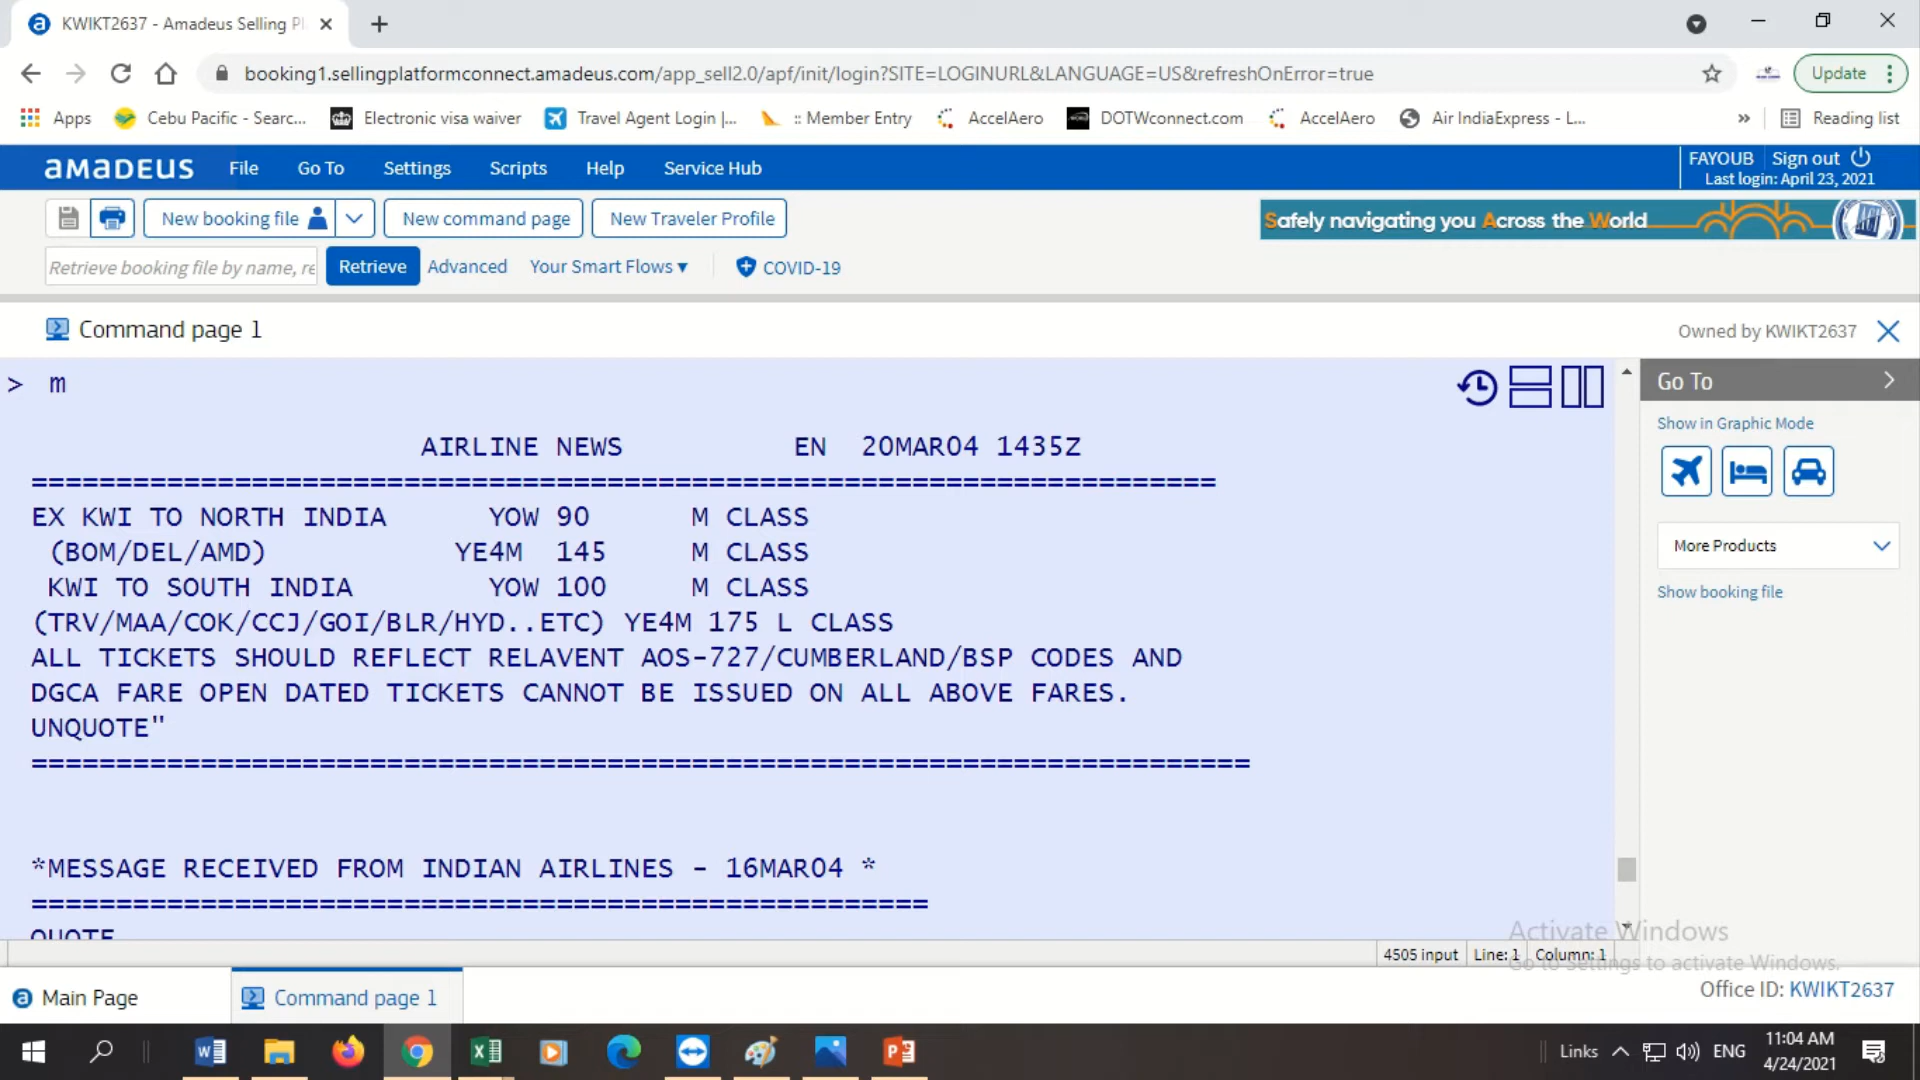 KWIKT2637 - Amadeus Selling Pl
booking1.sellingplatformconnect.amadeus.com/app_sell2.0/apf/init/login?SITE=LOGINURL&LANGUAGE=US&refreshOnError=true
Update
Apps
Cebu Pacific - Searc...
Electronic visa waiver
Travel Agent Login |...
:: Member Entry
AccelAero
DOTWconnect.com
AccelAero
Air IndiaExpress - L...
»
Reading list
aMaDEUS
File
Go To
Settings
Scripts
Help
Service Hub
FAYOUB
Sign out
Last login: April 23, 2021
New booking file
New command page
New Traveler Profile
Safely navigating you Across the World
Retrieve booking file by name, re
Retrieve
Advanced
Your Smart Flows
COVID-19
Command page 1
Owned by KWIKT2637
> m
AIRLINE NEWS EN 20MAR04 1435Z
======================================================================
EX KWI TO NORTH INDIA YOW 90 M CLASS
(BOM/DEL/AMD) YE4M 145 M CLASS
KWI TO SOUTH INDIA YOW 100 M CLASS
(TRV/MAA/COK/CCJ/GOI/BLR/HYD..ETC) YE4M 175 L CLASS
ALL TICKETS SHOULD REFLECT RELAVENT AOS-727/CUMBERLAND/BSP CODES AND
DGCA FARE OPEN DATED TICKETS CANNOT BE ISSUED ON ALL ABOVE FARES.
UNQUOTE"
========================================================================
*MESSAGE RECEIVED FROM INDIAN AIRLINES - 16MAR04 *
=====================================================
QUOTE
Go To
Show in Graphic Mode
More Products
Show booking file
Activate Windows
Go to Settings to activate Windows.
4505 input
Line: 1
Column: 1
Main Page
Command page 1
Office ID: KWIKT2637
Links
ENG
11:04 AM
4/24/2021